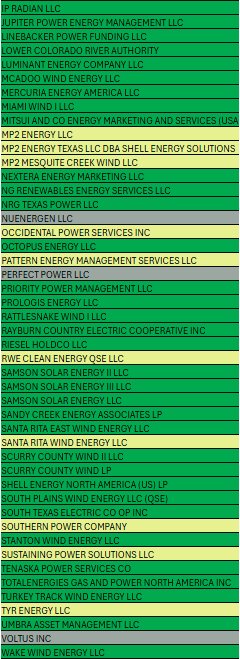 IP RADIAN LLC
JUPITER POWER ENERGY MANAGEMENT LLC
LINEBACKER POWER FUNDING LLC
LOWER COLORADO RIVER AUTHORITY
LUMINANT ENERGY COMPANY LLC
MCADOO WIND ENERGY LLC
MERCURIA ENERGY AMERICA LLC
MIAMI WIND I LLC
MITSUI AND CO ENERGY MARKETING AND SERVICES (USA
MP2 ENERGY LLC
MP2 ENERGY TEXAS LLC DBA SHELL ENERGY SOLUTIONS
MP2 MESQUITE CREEK WIND LLC
NEXTERA ENERGY MARKETING LLC
NG RENEWABLES ENERGY SERVICES LLC
NRG TEXAS POWER LLC
NUENERGEN LLC
OCCIDENTAL POWER SERVICES INC
OCTOPUS ENERGY LLC
PATTERN ENERGY MANAGEMENT SERVICES LLC
PERFECT POWER LLC
PRIORITY POWER MANAGEMENT LLC
PROLOGIS ENERGY LLC
RATTLESNAKE WIND I LLC
RAYBURN COUNTRY ELECTRIC COOPERATIVE INC
RIESEL HOLDCO LLC
RWE CLEAN ENERGY QSE LLC
SAMSON SOLAR ENERGY II LLC
SAMSON SOLAR ENERGY III LLC
SAMSON SOLAR ENERGY LLC
SANDY CREEK ENERGY ASSOCIATES LP
SANTA RITA EAST WIND ENERGY LLC
SANTA RITA WIND ENERGY LLC
SCURRY COUNTY WIND II LLC
SCURRY COUNTY WIND LP
SHELL ENERGY NORTH AMERICA (US) LP
SOUTH PLAINS WIND ENERGY LLC (QSE)
SOUTH TEXAS ELECTRIC CO OP INC
SOUTHERN POWER COMPANY
STANTON WIND ENERGY LLC
SUSTAINING POWER SOLUTIONS LLC
TENASKA POWER SERVICES CO
TOTALENERGIES GAS AND POWER NORTH AMERICA INC
TURKEY TRACK WIND ENERGY LLC
TYR ENERGY LLC
UMBRA ASSET MANAGEMENT LLC
VOLTUS INC
WAKE WIND ENERGY LLC